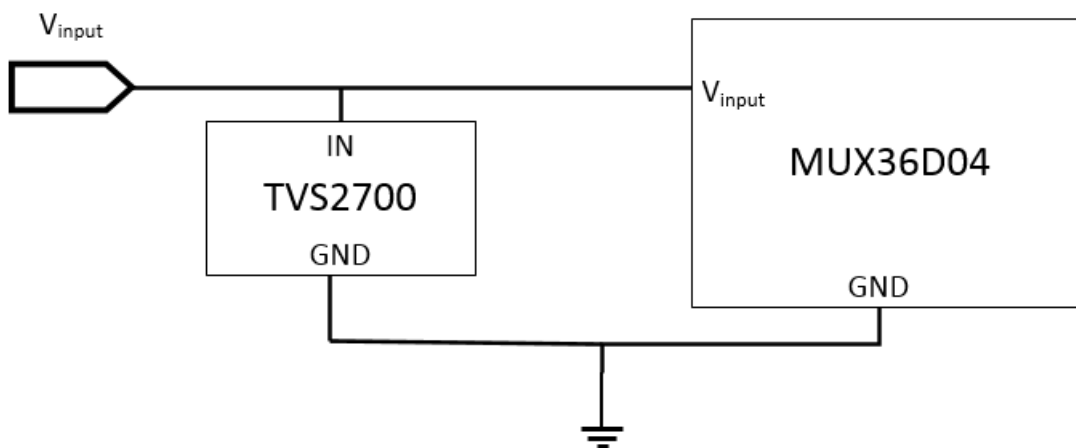 Vinput
IN
TVS2700
GND
Vinput
MUX36D04
GND